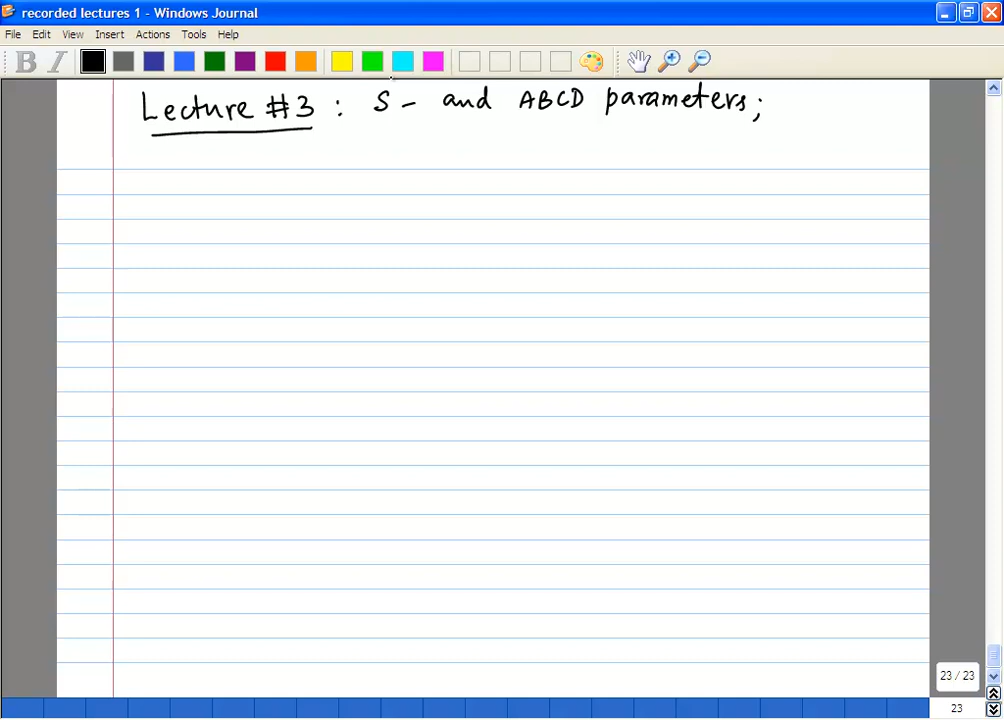 recorded lectures 1 - Windows Journal
File Edit View Insert Actions Tools Help
B I
Lecture #3 : S - and ABCD parameters;
23 / 23
23